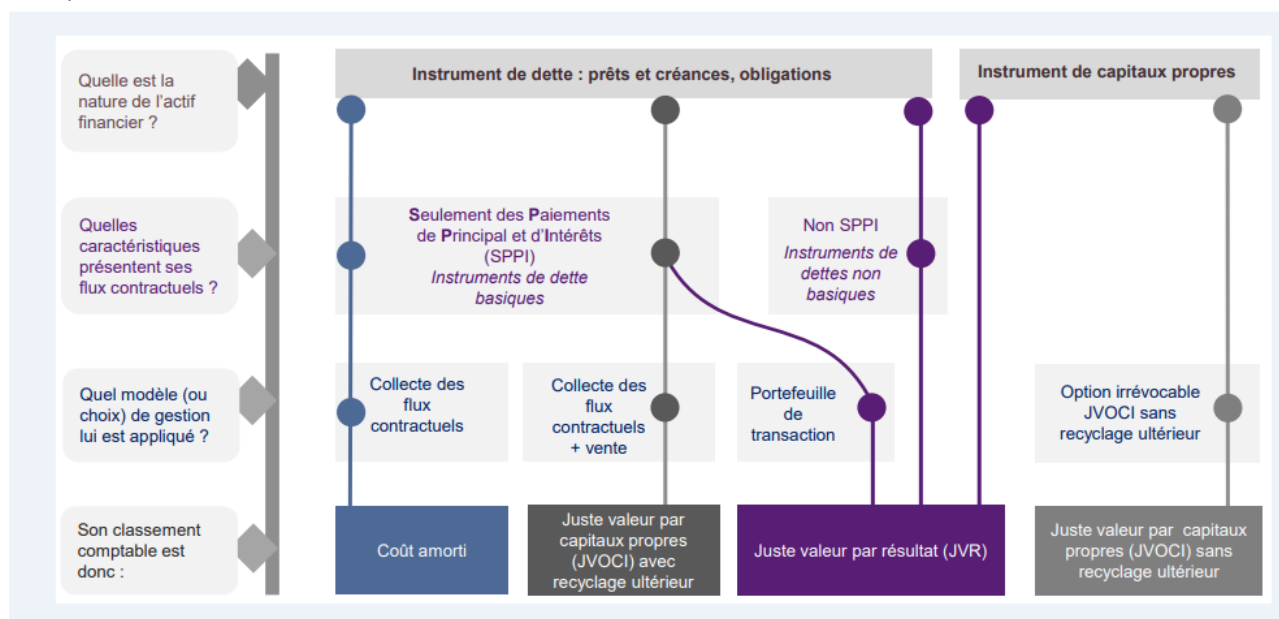 Quelle est la
nature de l'actif
financier ?
Instrument de dette : prêts et créances, obligations
Instrument de capitaux propres
Quelles
caractéristiques
présentent ses
flux contractuels ?
Seulement des Paiements
de Principal et d'Intérêts
(SPPI)
Instruments de dette
basiques
Non SPPI
Instruments de
dettes non
basiques
Quel modèle (ou
choix) de gestion
lui est appliqué ?
Collecte des
flux
contractuels
Collecte des
flux
contractuels
+ vente
Portefeuille
de
transaction
Option irrévocable
JVOCI sans
recyclage ultérieur
Son classement
comptable est
donc :
Coût amorti
Juste valeur par
capitaux propres
(JVOCI) avec
recyclage ultérieur
Juste valeur par résultat (JVR)
Juste valeur par capitaux
propres (JVOCI) sans
recyclage ultérieur